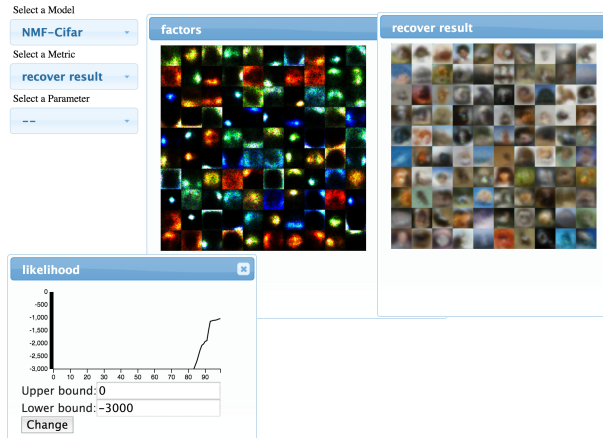 Select a Model
NMF-Cifar
Select a Metric
recover result
Select a Parameter
--
factors
recover result
likelihood
0
-500
-1,000
-1,500
-2,000
-2,500
-3,000
0 10 20 30 40 50 60 70 80 90
Upper bound: 0
Lower bound: -3000
Change